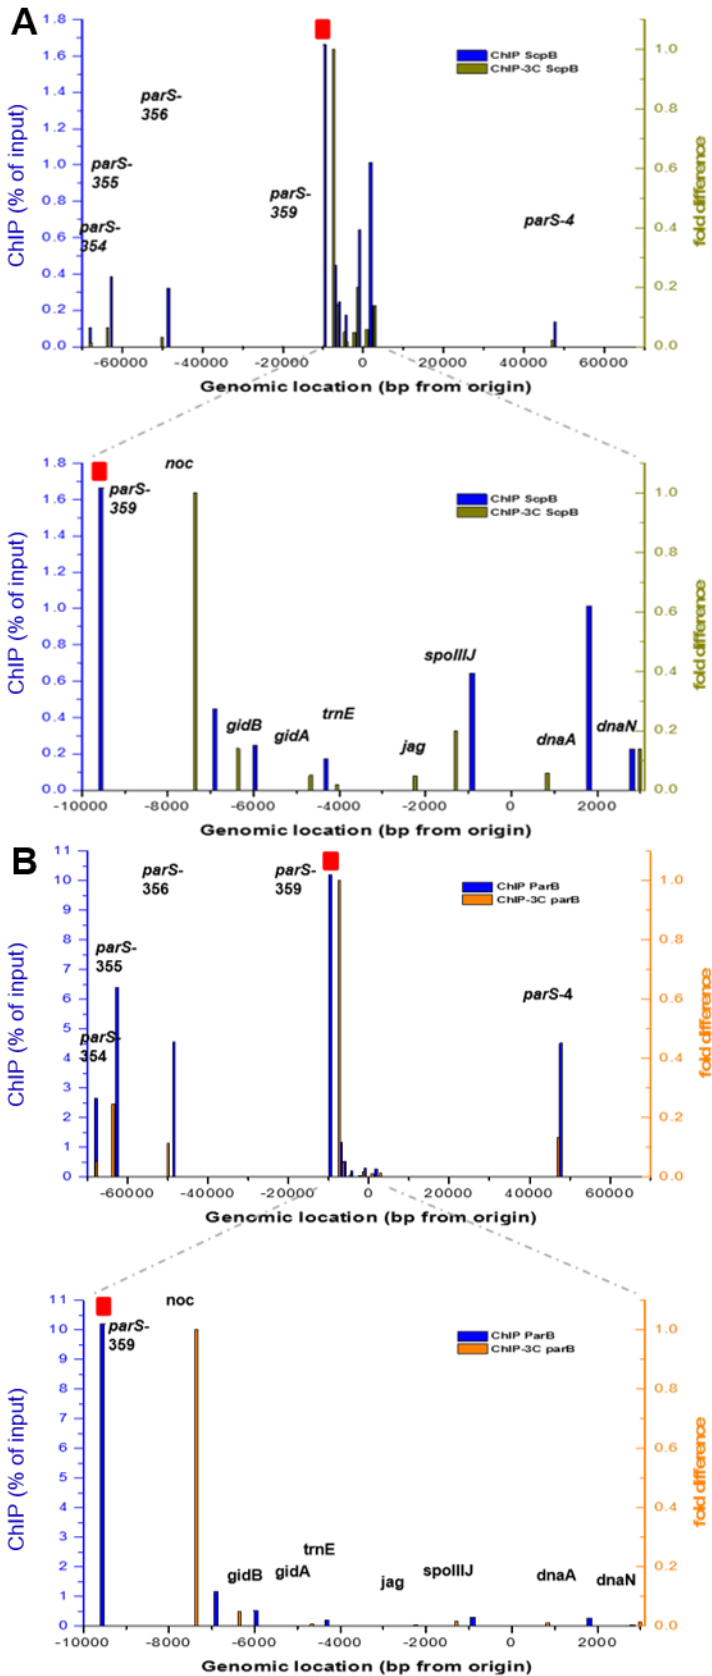 A
1.8
1.6
1.4
1.2
1.0
0.8
0.6
0.4
0.2
0.0
ChIP (% of input)
parS-
356
parS-
355
parS-
354
parS-
359
parS-4
ChIP ScpB
ChIP-3C ScpB
1.0
0.8
0.6
0.4
0.2
0.0
fold difference
-60000 -40000 -20000 0 20000 40000 60000
Genomic location (bp from origin)
1.8
1.6
1.4
1.2
1.0
0.8
0.6
0.4
0.2
0.0
ChIP (% of input)
parS-
359
noc
gidB
gidA
trnE
jag
spoIIIJ
dnaA
dnaN
ChIP ScpB
ChIP-3C ScpB
1.0
0.8
0.6
0.4
0.2
0.0
fold difference
-10000 -8000 -6000 -4000 -2000 0 2000
Genomic location (bp from origin)
B
11
10
9
8
7
6
5
4
3
2
1
0
ChIP (% of input)
parS-
356
parS-
359
parS-
355
parS-
354
parS-4
ChIP ParB
ChIP-3C parB
1.0
0.8
0.6
0.4
0.2
0.0
fold difference
-60000 -40000 -20000 0 20000 40000 60000
Genomic location (bp from origin)
11
10
9
8
7
6
5
4
3
2
1
0
ChIP (% of input)
parS-
359
noc
gidB
gidA
trnE
jag
spoIIIJ
dnaA
dnaN
ChIP ParB
ChIP-3C parB
1.0
0.8
0.6
0.4
0.2
0.0
fold difference
-10000 -8000 -6000 -4000 -2000 0 2000
Genomic location (bp from origin)